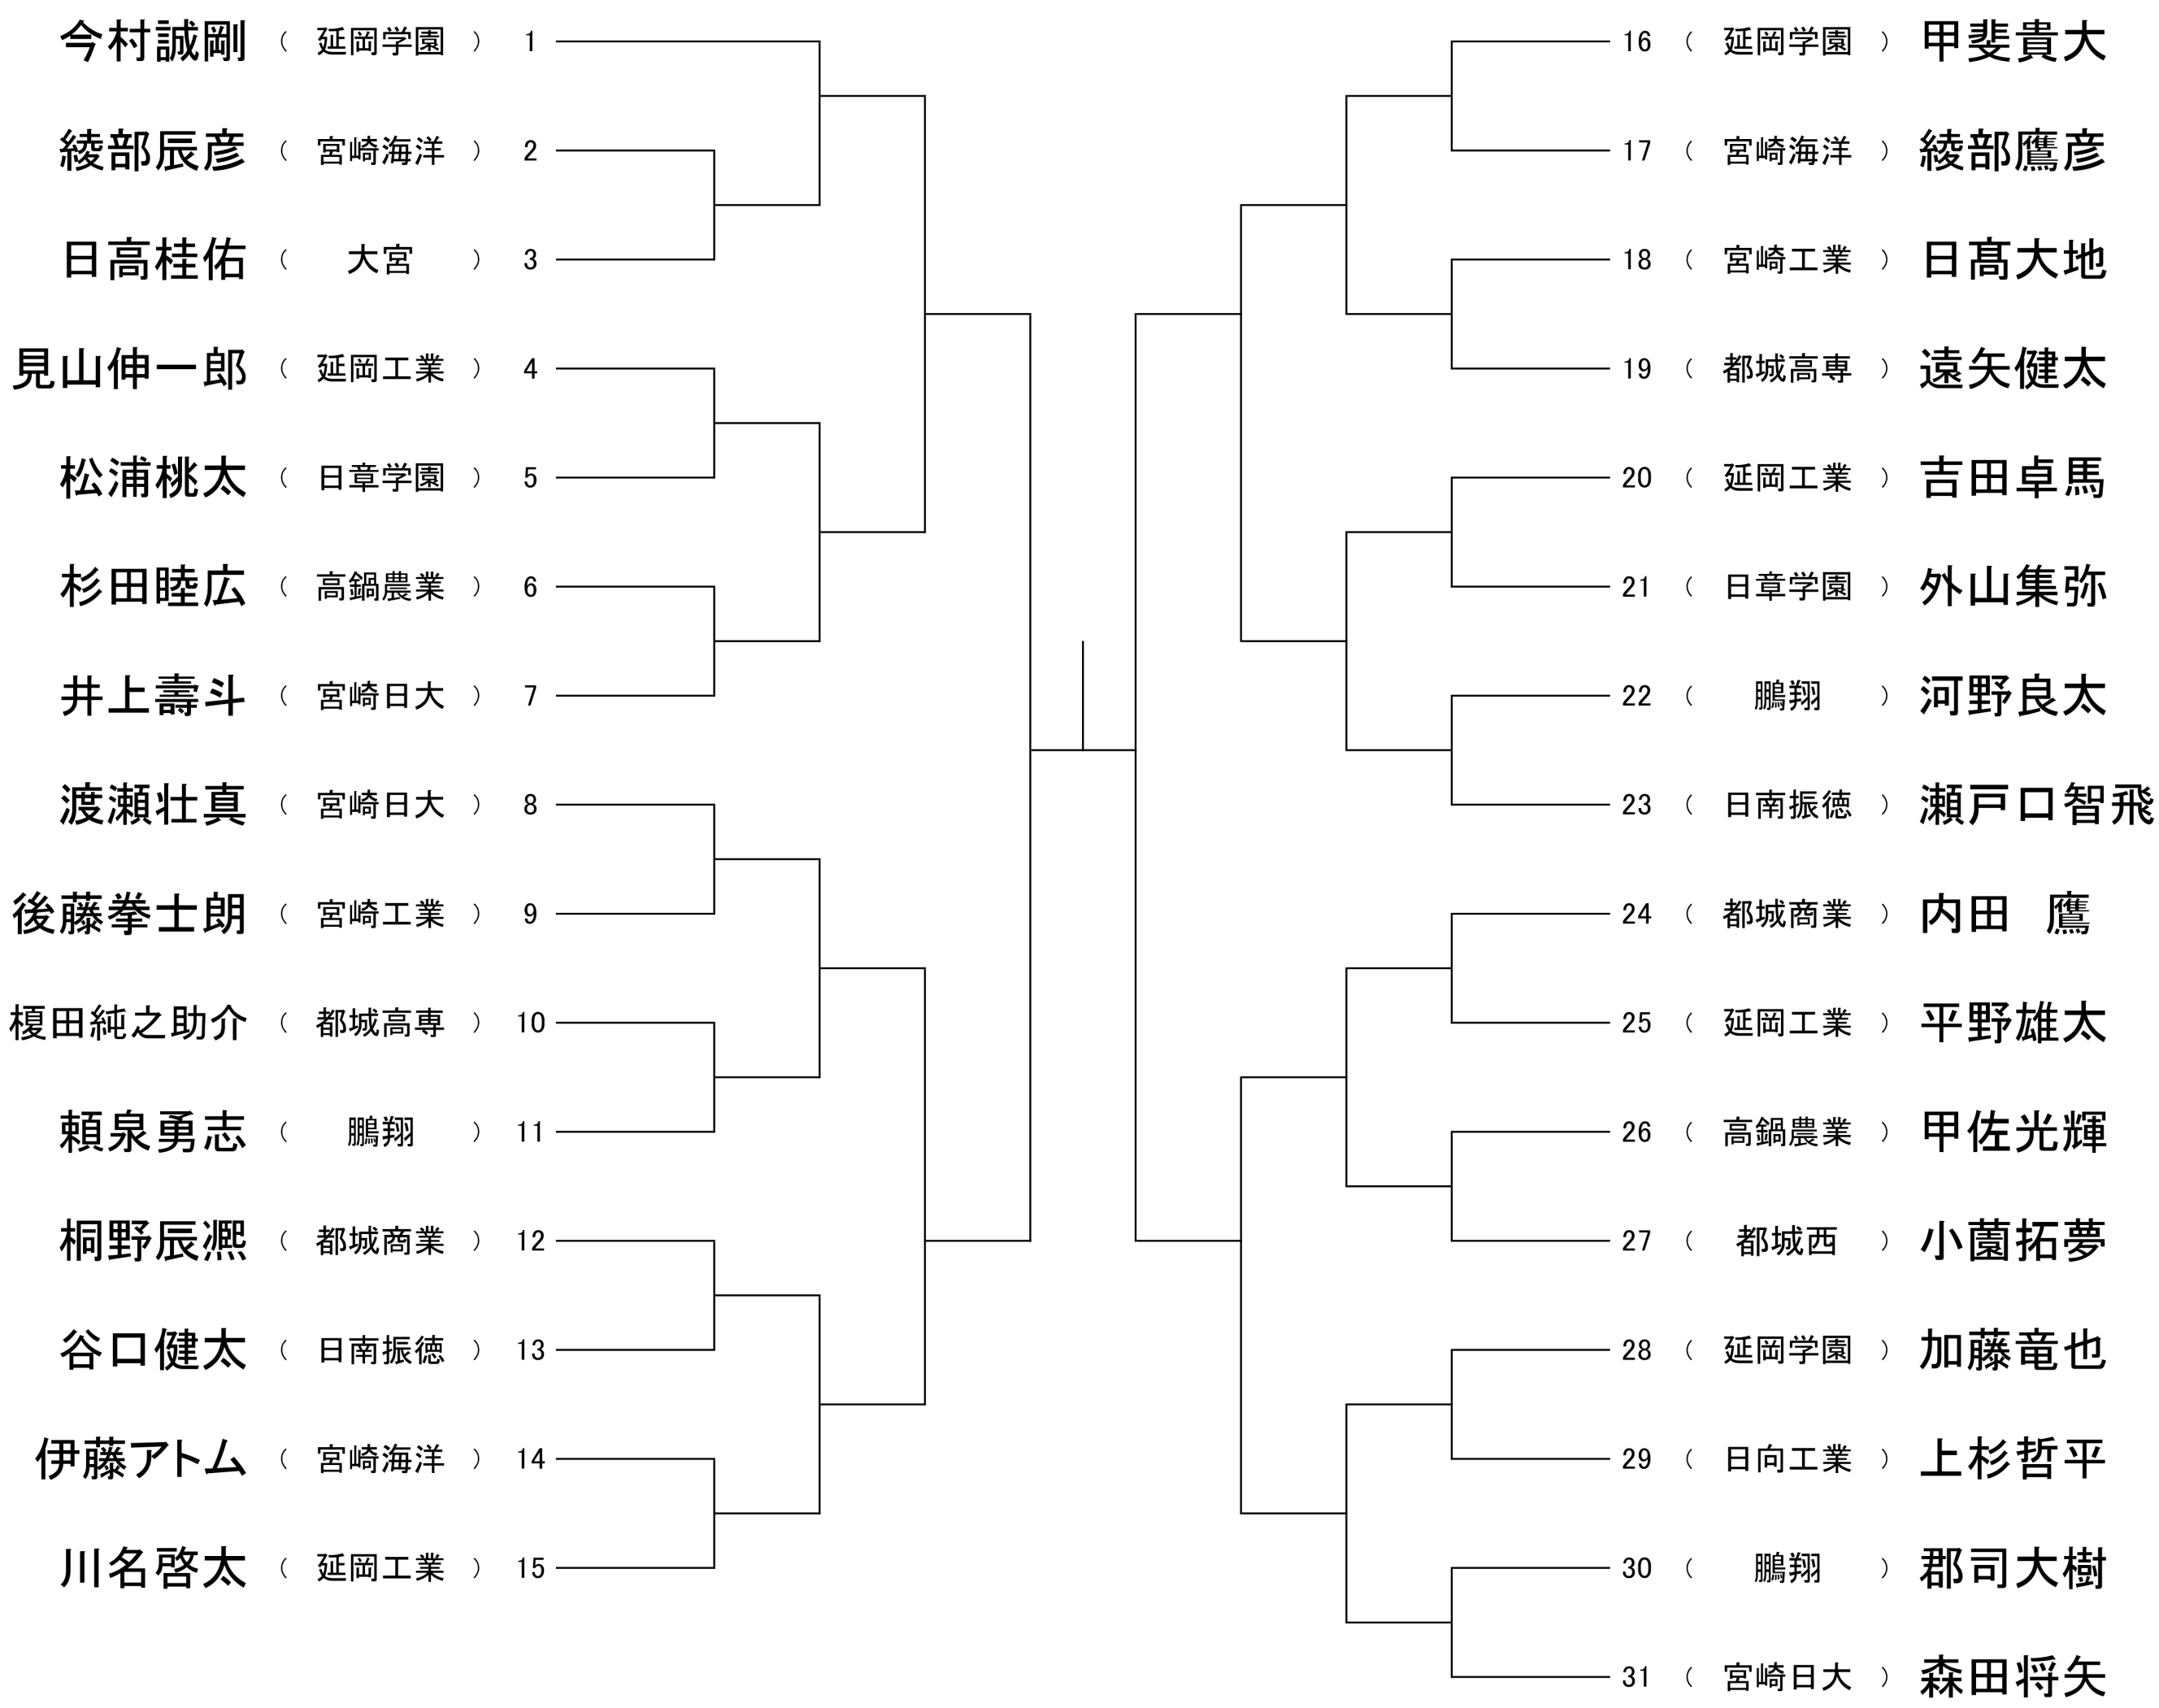 今村誠剛 （ 延岡学園 ） 1
綾部辰彦 （ 宮崎海洋 ） 2
日高桂佑 （ 大宮 ） 3
見山伸一郎 （ 延岡工業 ） 4
松浦桃太 （ 日章学園 ） 5
杉田睦広 （ 高鍋農業 ） 6
井上壽斗 （ 宮崎日大 ） 7
渡瀬壮真 （ 宮崎日大 ） 8
後藤拳士朗 （ 宮崎工業 ） 9
榎田純之助介 （ 都城高専 ） 10
頼泉勇志 （ 鵬翔 ） 11
桐野辰瀕 （ 都城商業 ） 12
谷口健太 （ 日南振徳 ） 13
伊藤アトム （ 宮崎海洋 ） 14
川名啓太 （ 延岡工業 ） 15
16 （ 延岡学園 ） 甲斐貴大
17 （ 宮崎海洋 ） 綾部鷹彦
18 （ 宮崎工業 ） 日髙大地
19 （ 都城高専 ） 遠矢健太
20 （ 延岡工業 ） 吉田卓馬
21 （ 日章学園 ） 外山隼弥
22 （ 鵬翔 ） 河野良太
23 （ 日南振徳 ） 瀬戸口智飛
24 （ 都城商業 ） 内田 鷹
25 （ 延岡工業 ） 平野雄太
26 （ 高鍋農業 ） 甲佐光輝
27 （ 都城西 ） 小薗拓夢
28 （ 延岡学園 ） 加藤竜也
29 （ 日向工業 ） 上杉哲平
30 （ 鵬翔 ） 郡司大樹
31 （ 宮崎日大 ） 森田将矢